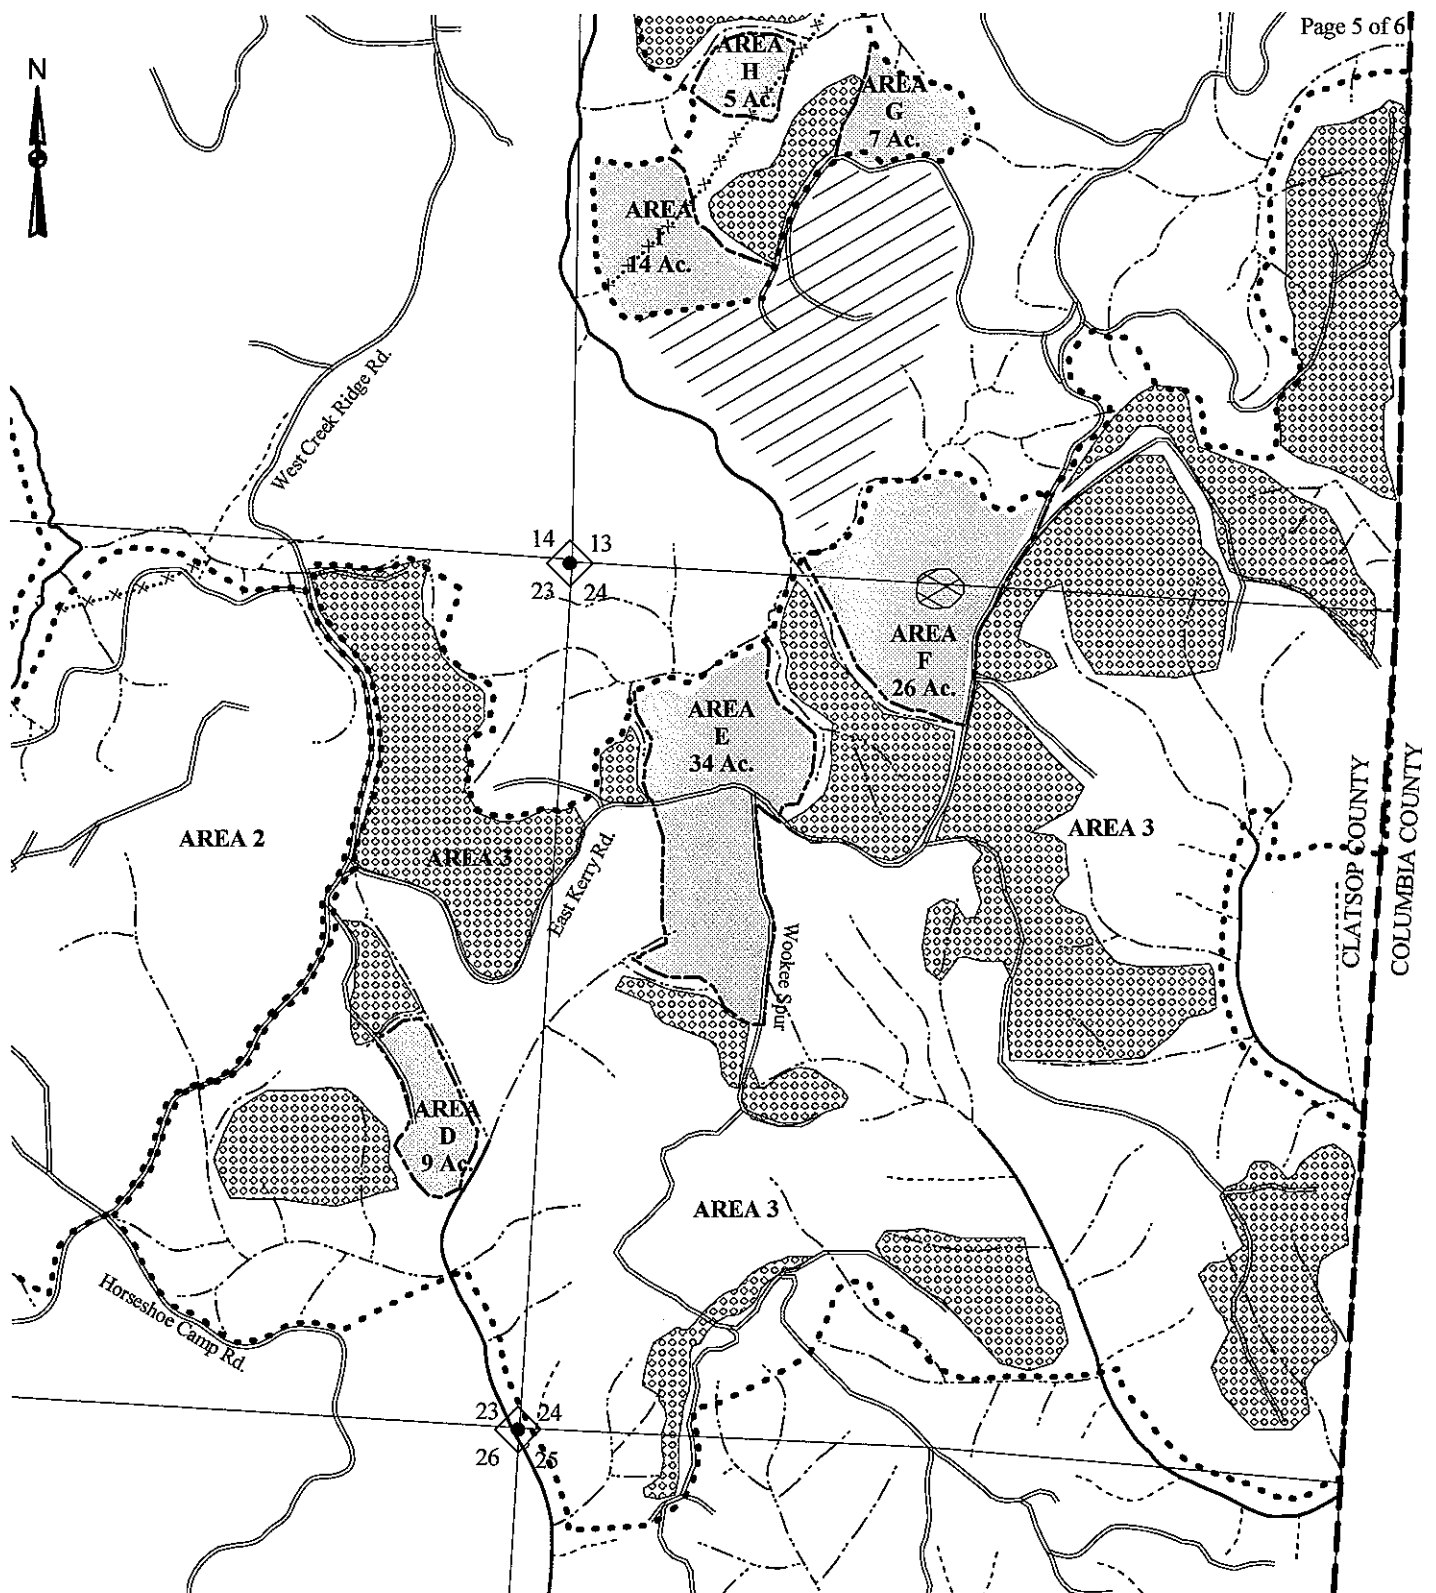 Page 5 of 6
N
AREA
H
5 Ac.
AREA
G
7 Ac.
AREA
I
14 Ac.
West Creek Ridge Rd.
14 13
23 24
AREA
F
26 Ac.
AREA
E
34 Ac.
AREA 2
AREA 3
AREA 3
East Kerry Rd.
CLATSOP COUNTY
COLUMBIA COUNTY
Wookee Spur
AREA
D
9 Ac.
AREA 3
Horseshoe Camp Rd.
23 24
26 25